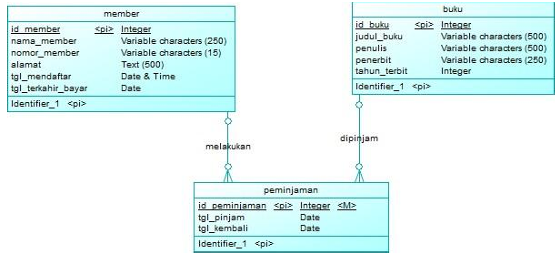 member
id_member <pi> Integer
nama_member Variable characters (250)
nomor_member Variable characters (15)
alamat Text (500)
tgl_mendaftar Date & Time
tgl_terkahir_bayar Date
Identifier_1 <pi>
buku
id_buku <pi> Integer
judul_buku Variable characters (500)
penulis Variable characters (500)
penerbit Variable characters (250)
tahun_terbit Integer
Identifier_1 <pi>
melakukan
dipinjam
peminjaman
id_peminjaman <pi> Integer <M>
tgl_pinjam Date
tgl_kembali Date
Identifier_1 <pi>